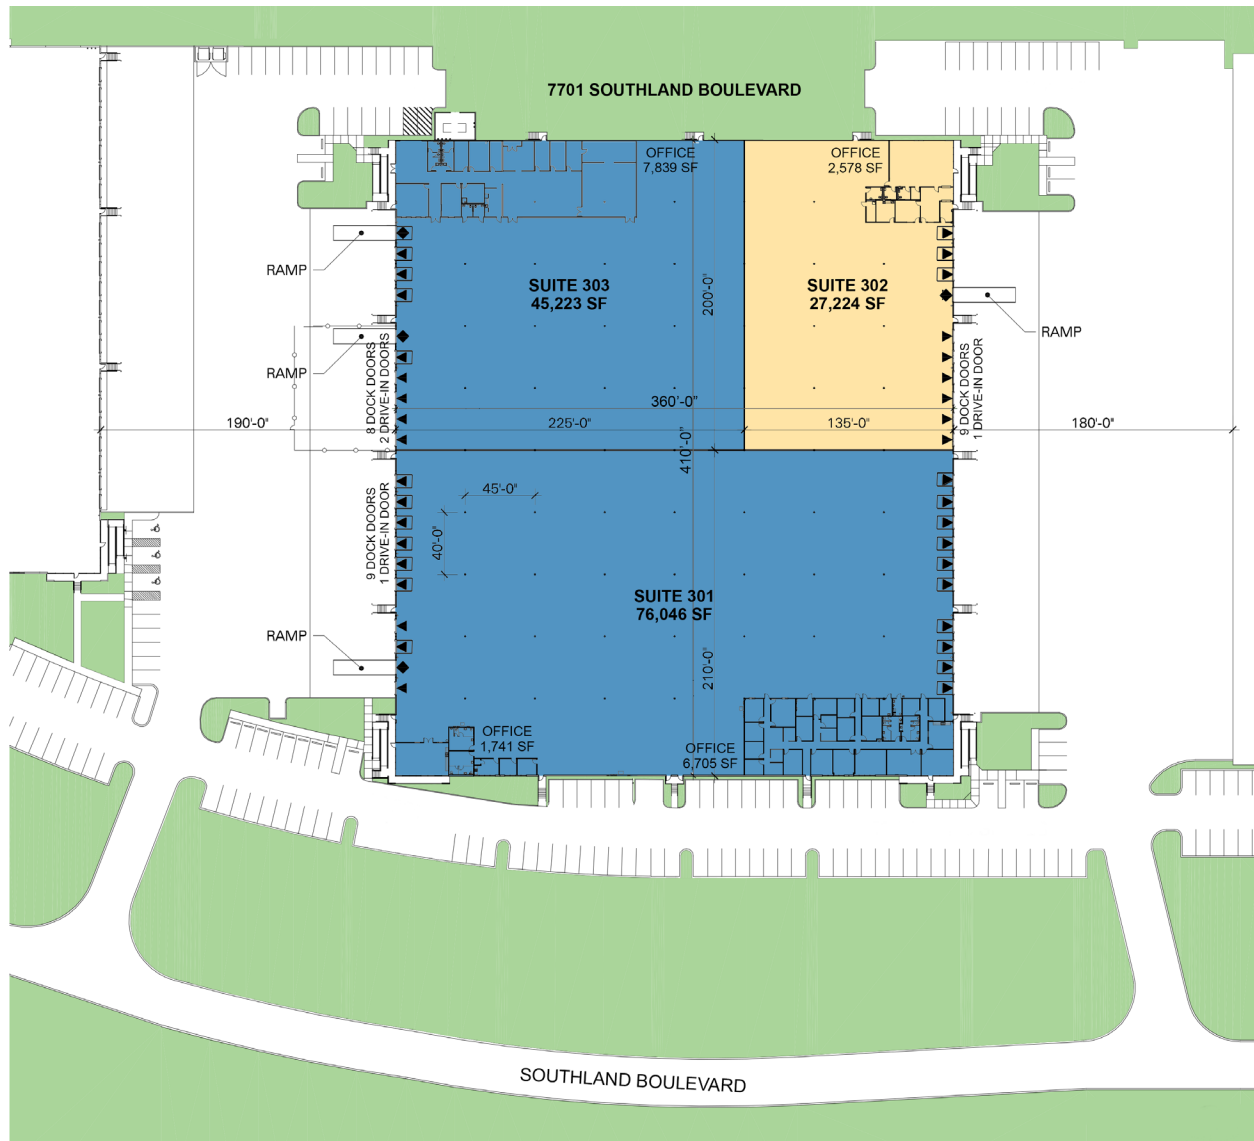 7701 SOUTHLAND BOULEVARD
OFFICE
7,839 SF
OFFICE
2,578 SF
RAMP
SUITE 303
45,223 SF
200'-0"
SUITE 302
27,224 SF
RAMP
RAMP
8 DOCK DOORS
2 DRIVE-IN DOORS
9 DOCK DOORS
1 DRIVE-IN DOOR
360'-0"
190'-0"
225'-0"
135'-0"
180'-0"
410'-0"
45'-0"
40'-0"
9 DOCK DOORS
1 DRIVE-IN DOOR
SUITE 301
76,046 SF
RAMP
210'-0"
OFFICE
1,741 SF
OFFICE
6,705 SF
SOUTHLAND BOULEVARD